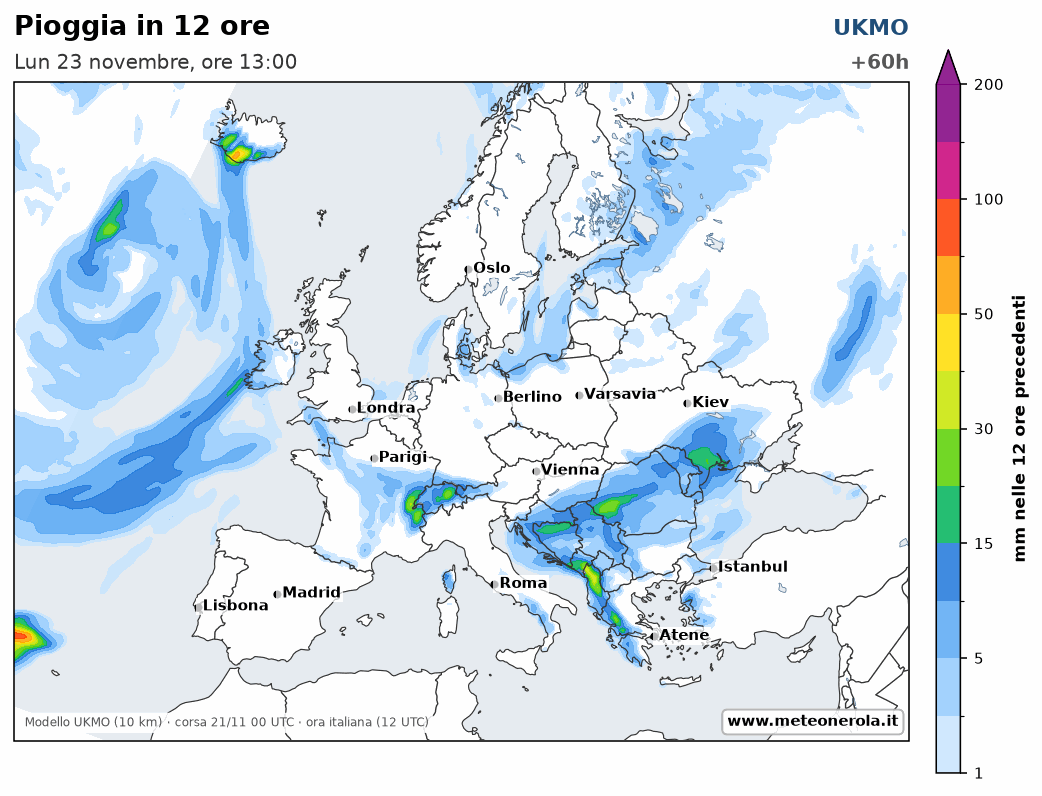 Pioggia in 12 ore
UKMO
Lun 23 novembre, ore 13:00
+60h
200
100
50
30
15
5
1
mm nelle 12 ore precedenti
Oslo
Berlino
Varsavia
Kiev
Londra
Parigi
Vienna
Istanbul
Roma
Madrid
Lisbona
Atene
Modello UKMO (10 km) · corsa 21/11 00 UTC · ora italiana (12 UTC)
www.meteonerola.it